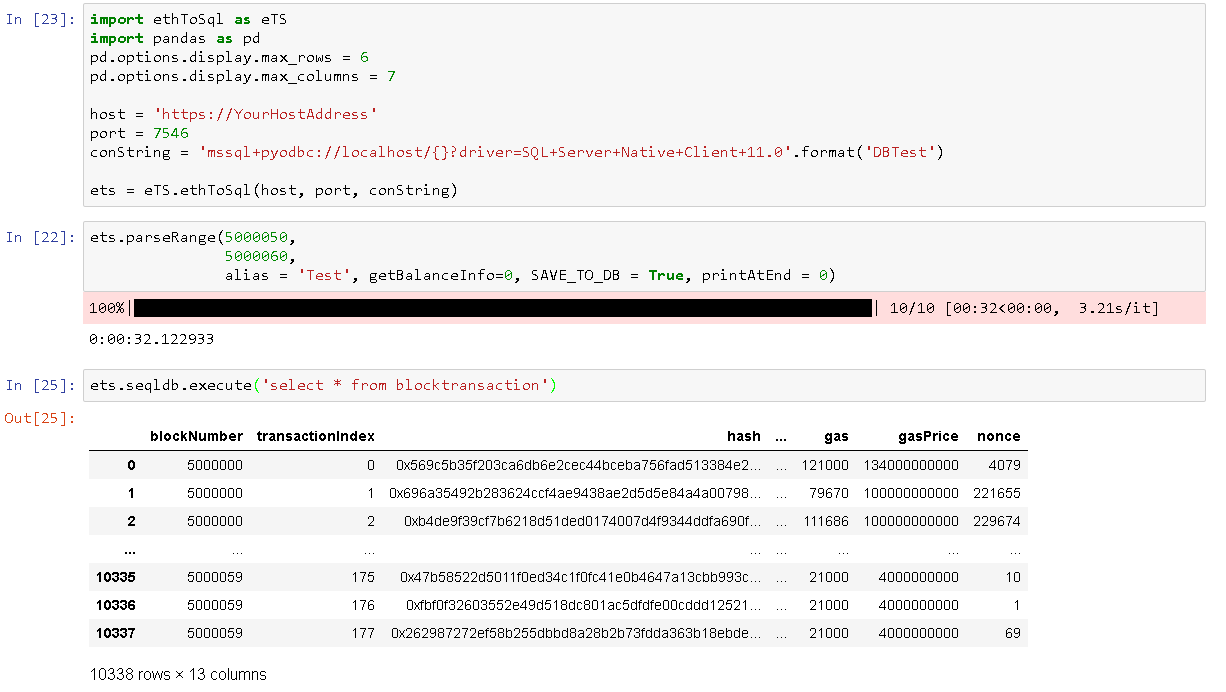 In [23]: import ethToSql as eTS
import pandas as pd
pd.options.display.max_rows = 6
pd.options.display.max_columns = 7
host = 'https://YourHostAddress'
port = 7546
conString = 'mssql+pyodbc://localhost/{}?driver=SQL+Server+Native+Client+11.0'.format('DBTest')
ets = eTS.ethToSql(host, port, conString)
In [22]: ets.parseRange(5000050,
5000060,
alias = 'Test', getBalanceInfo=0, SAVE_TO_DB = True, printAtEnd = 0)
100%| | 10/10 [00:32<00:00, 3.21s/it]
0:00:32.122933
In [25]: ets.seqldb.execute('select * from blocktransaction')
Out[25]:
blockNumber transactionIndex hash ... gas gasPrice nonce
0 5000000 0 0x569c5b35f203ca6db6e2cec44bceba756fad513384e2... ... 121000 134000000000 4079
1 5000000 1 0x696a35492b283624ccf4ae9438ae2d5d5e84a4a00798... ... 79670 100000000000 221655
2 5000000 2 0xb4de9f39cf7b6218d51ded0174007d4f9344ddfa690f... ... 111686 100000000000 229674
... ... ... ... ... ... ... ...
10335 5000059 175 0x47b58522d5011f0ed34c1f0fc41e0b4647a13cbb993c... ... 21000 4000000000 10
10336 5000059 176 0xfbf0f32603552e49d518dc801ac5dfdfe00cddd12521... ... 21000 4000000000 1
10337 5000059 177 0x262987272ef58b255dbbd8a28b2b73fdda363b18ebde... ... 21000 4000000000 69
10338 rows × 13 columns